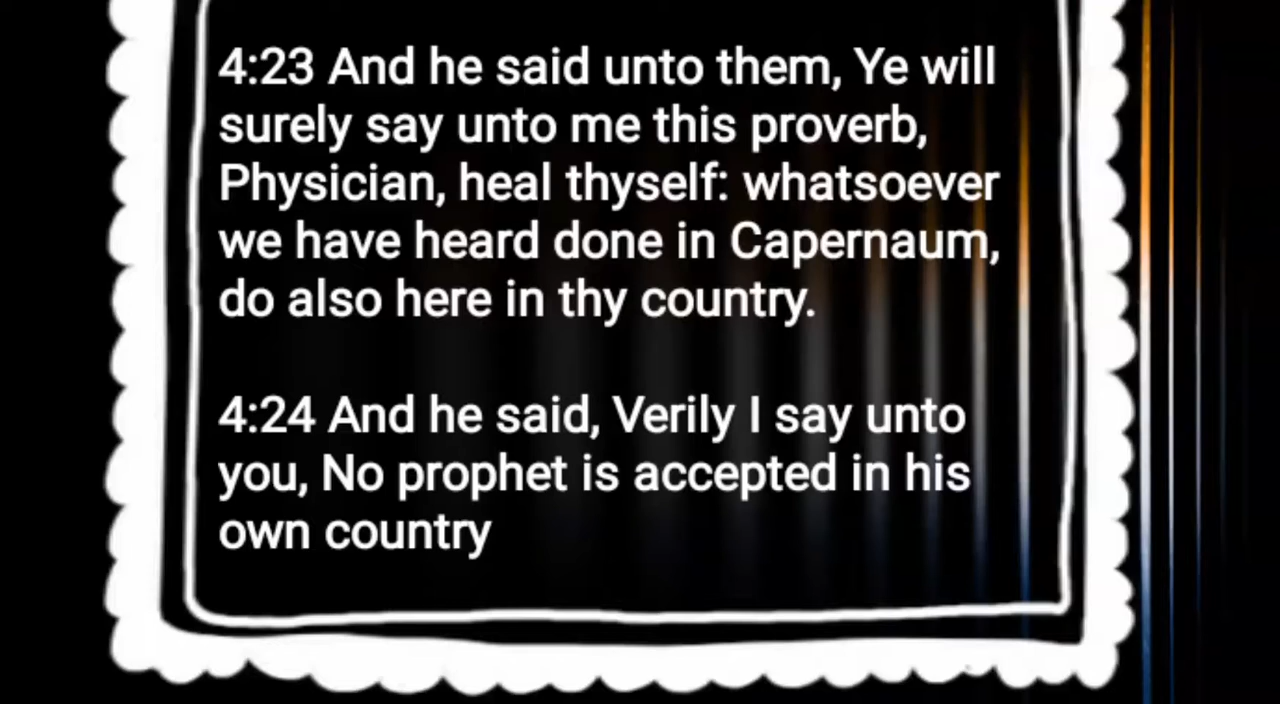 4:23 And he said unto them, Ye will
surely say unto me this proverb,
Physician, heal thyself: whatsoever
we have heard done in Capernaum,
do also here in thy country.
4:24 And he said, Verily I say unto
you, No prophet is accepted in his
own country